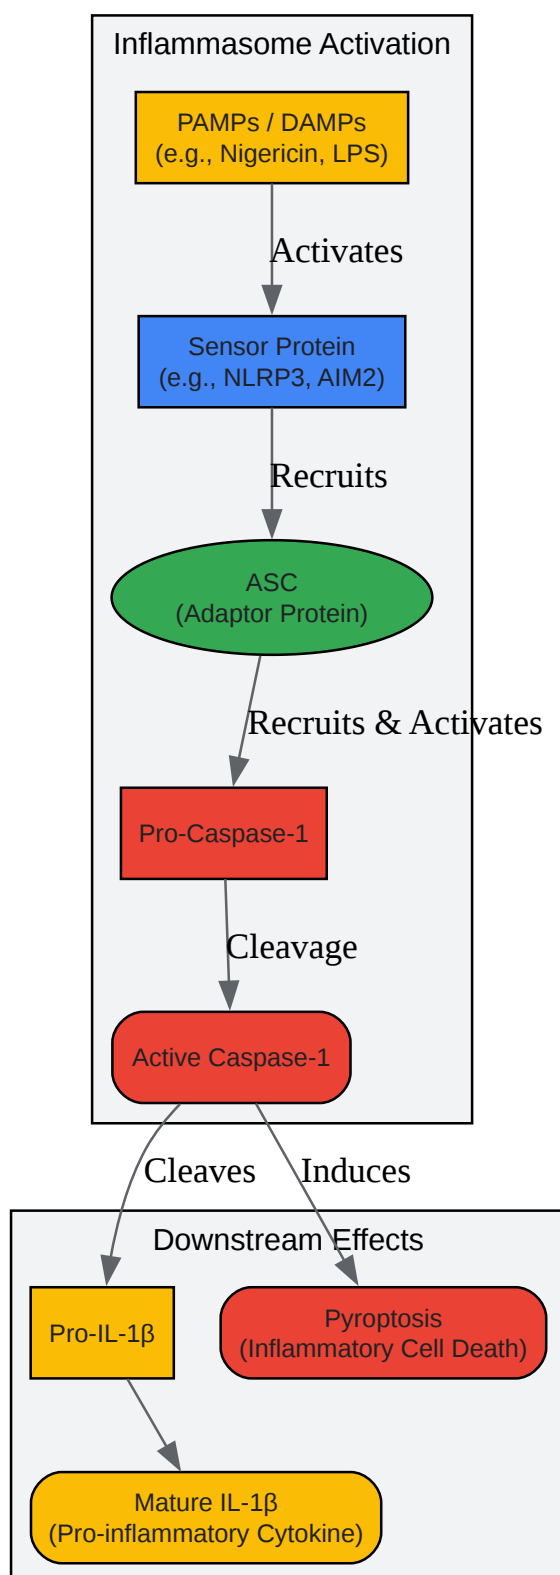 Inflammasome Activation
PAMPs / DAMPs
(e.g., Nigericin, LPS)
Activates
Sensor Protein
(e.g., NLRP3, AIM2)
Recruits
ASC
(Adaptor Protein)
Recruits & Activates
Pro-Caspase-1
Cleavage
Active Caspase-1
Cleaves
Induces
Downstream Effects
Pro-IL-1β
Pyroptosis
(Inflammatory Cell Death)
Mature IL-1β
(Pro-inflammatory Cytokine)